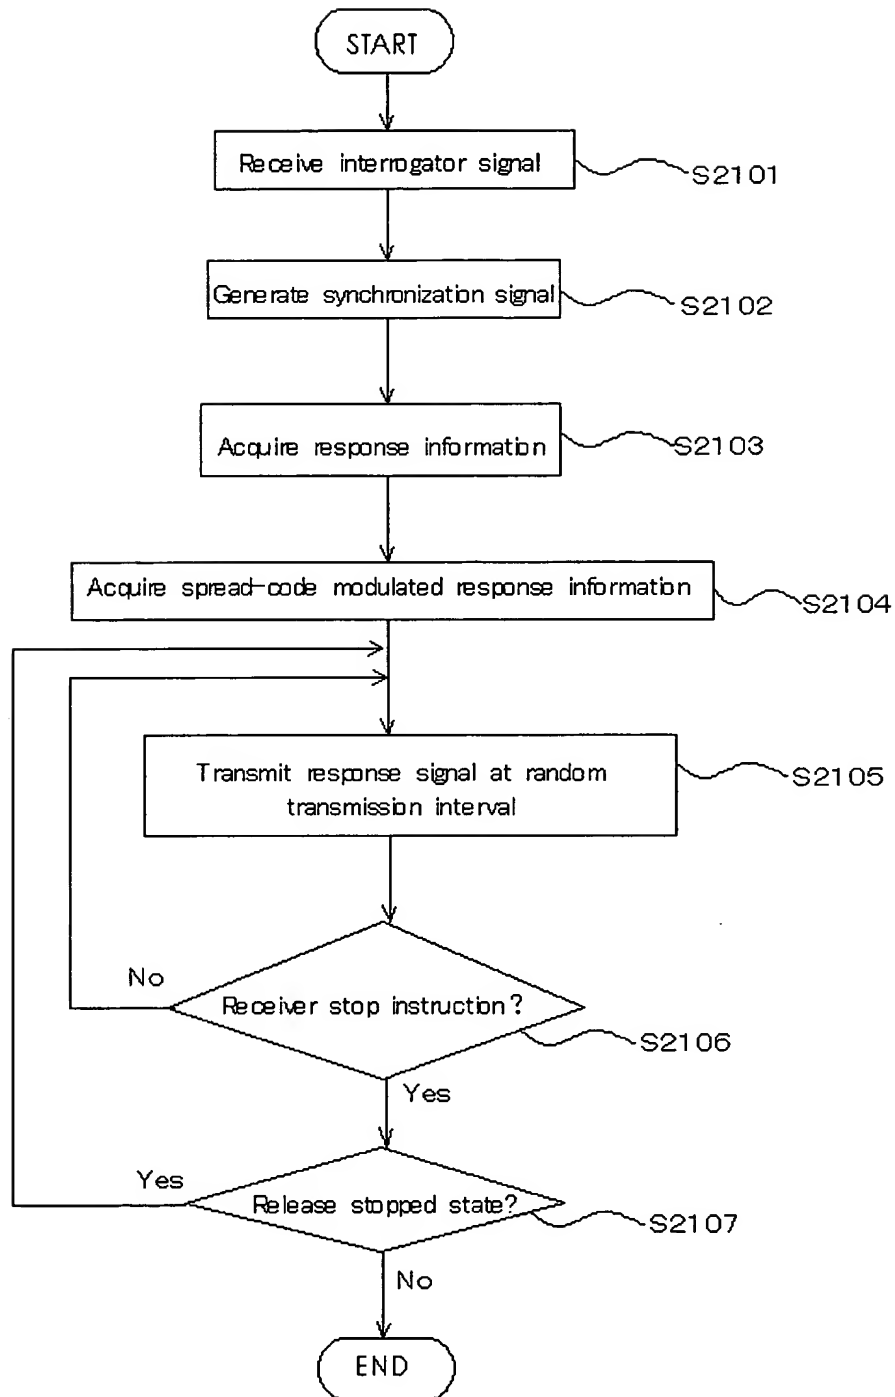 START
Receive interrogator signal
S2101
Generate synchronization signal
S2102
Acquire response information
S2103
Acquire spread-code modulated response information
S2104
Transmit response signal at random
transmission interval
S2105
No
Receiver stop instruction?
S2106
Yes
Yes
Release stopped state?
S2107
No
END